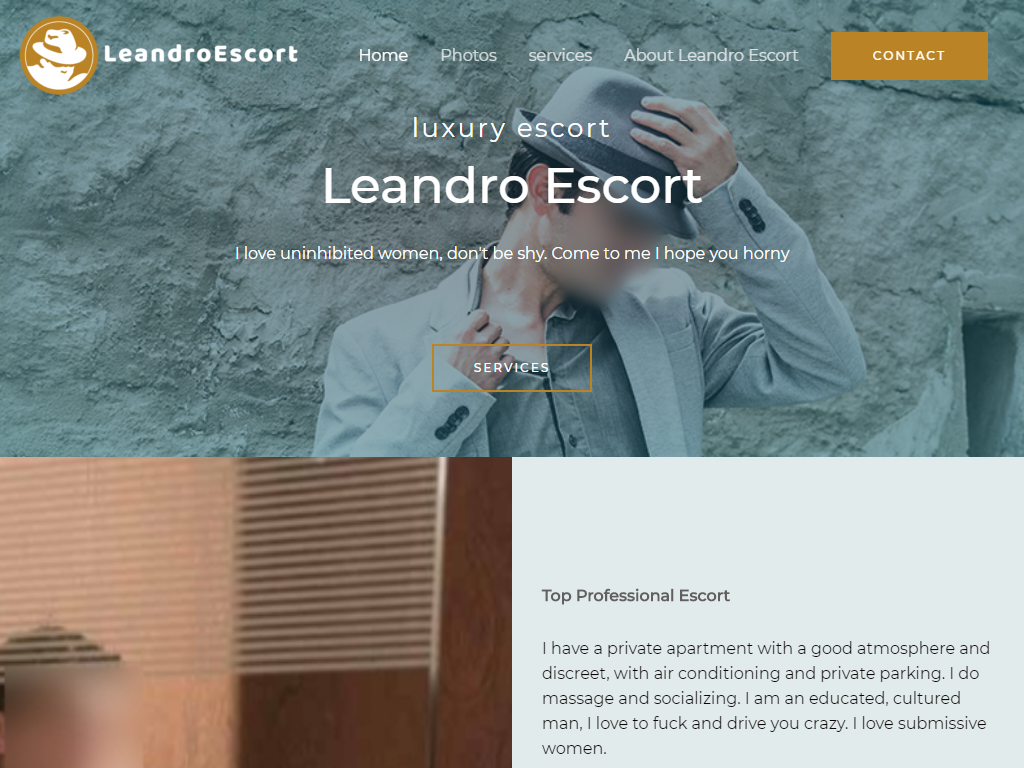 LeandroEscort
Home
Photos
services
About Leandro Escort
CONTACT
luxury escort
Leandro Escort
I love uninhibited women, don't be shy. Come to me I hope you horny
SERVICES
Top Professional Escort
I have a private apartment with a good atmosphere and
discreet, with air conditioning and private parking. I do
massage and socializing. I am an educated, cultured
man, I love to fuck and drive you crazy. I love submissive
women.